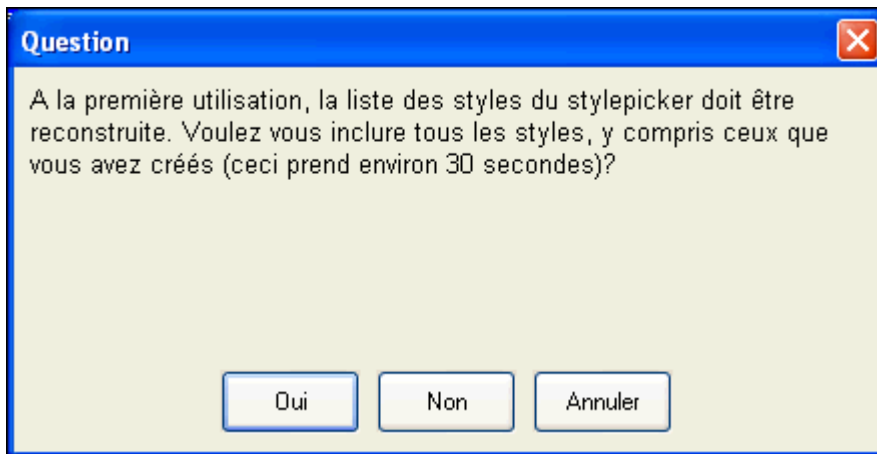 Question
A la première utilisation, la liste des styles du stylepicker doit être
reconstruite. Voulez vous inclure tous les styles, y compris ceux que
vous avez créés (ceci prend environ 30 secondes)?
Oui Non Annuler